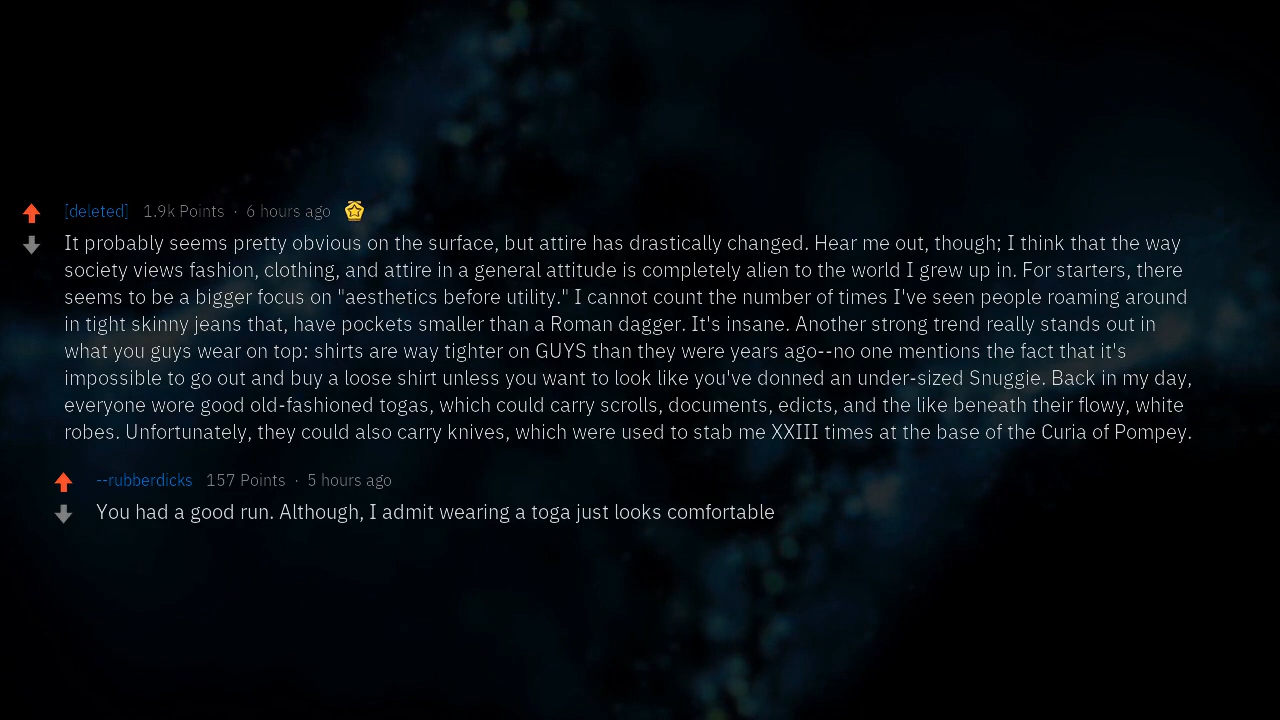 [deleted] 1.9k Points · 6 hours ago
It probably seems pretty obvious on the surface, but attire has drastically changed. Hear me out, though; I think that the way
society views fashion, clothing, and attire in a general attitude is completely alien to the world I grew up in. For starters, there
seems to be a bigger focus on "aesthetics before utility." I cannot count the number of times I've seen people roaming around
in tight skinny jeans that, have pockets smaller than a Roman dagger. It's insane. Another strong trend really stands out in
what you guys wear on top: shirts are way tighter on GUYS than they were years ago--no one mentions the fact that it's
impossible to go out and buy a loose shirt unless you want to look like you've donned an under-sized Snuggie. Back in my day,
everyone wore good old-fashioned togas, which could carry scrolls, documents, edicts, and the like beneath their flowy, white
robes. Unfortunately, they could also carry knives, which were used to stab me XXIII times at the base of the Curia of Pompey.
--rubberdicks 157 Points · 5 hours ago
You had a good run. Although, I admit wearing a toga just looks comfortable